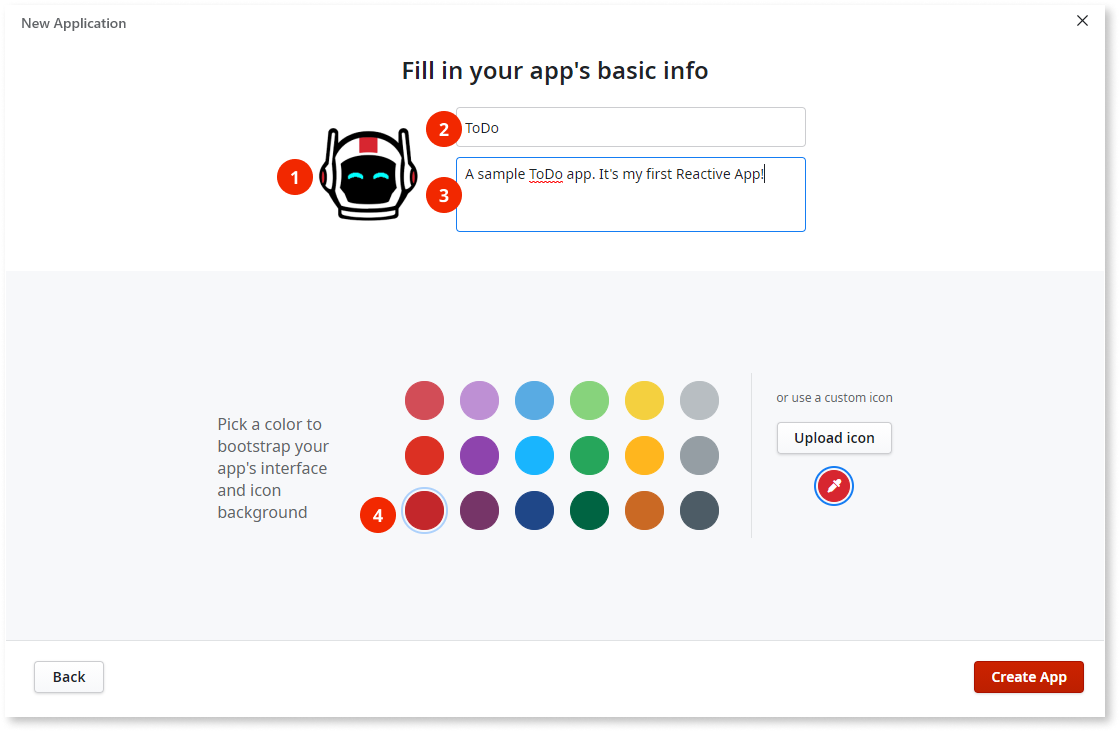 New Application
Fill in your app's basic info
1
2
ToDo
3
A sample ToDo app. It's my first Reactive App!
Pick a color to
bootstrap your
app's interface
and icon
background
4
or use a custom icon
Upload icon
Back
Create App